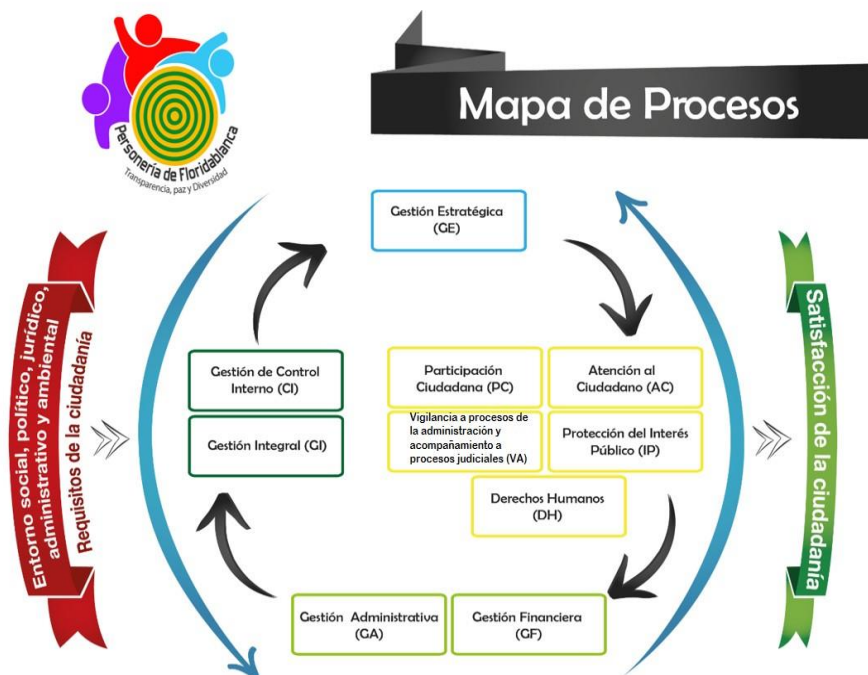 Personería de Floridablanca
Transparencia, paz y Diversidad
Mapa de Procesos
Entorno social, político, jurídico,
administrativo y ambiental
Requisitos de la ciudadanía
Gestión Estratégica
(GE)
Gestión de Control
Interno (CI)
Gestión Integral (GI)
Participación
Ciudadana (PC)
Atención al
Ciudadano (AC)
Vigilancia a procesos de
la administración y
acompañamiento a
procesos judiciales (VA)
Protección del Interés
Público (IP)
Derechos Humanos
(DH)
Gestión Administrativa
(GA)
Gestión Financiera
(GF)
Satisfacción de la ciudadanía